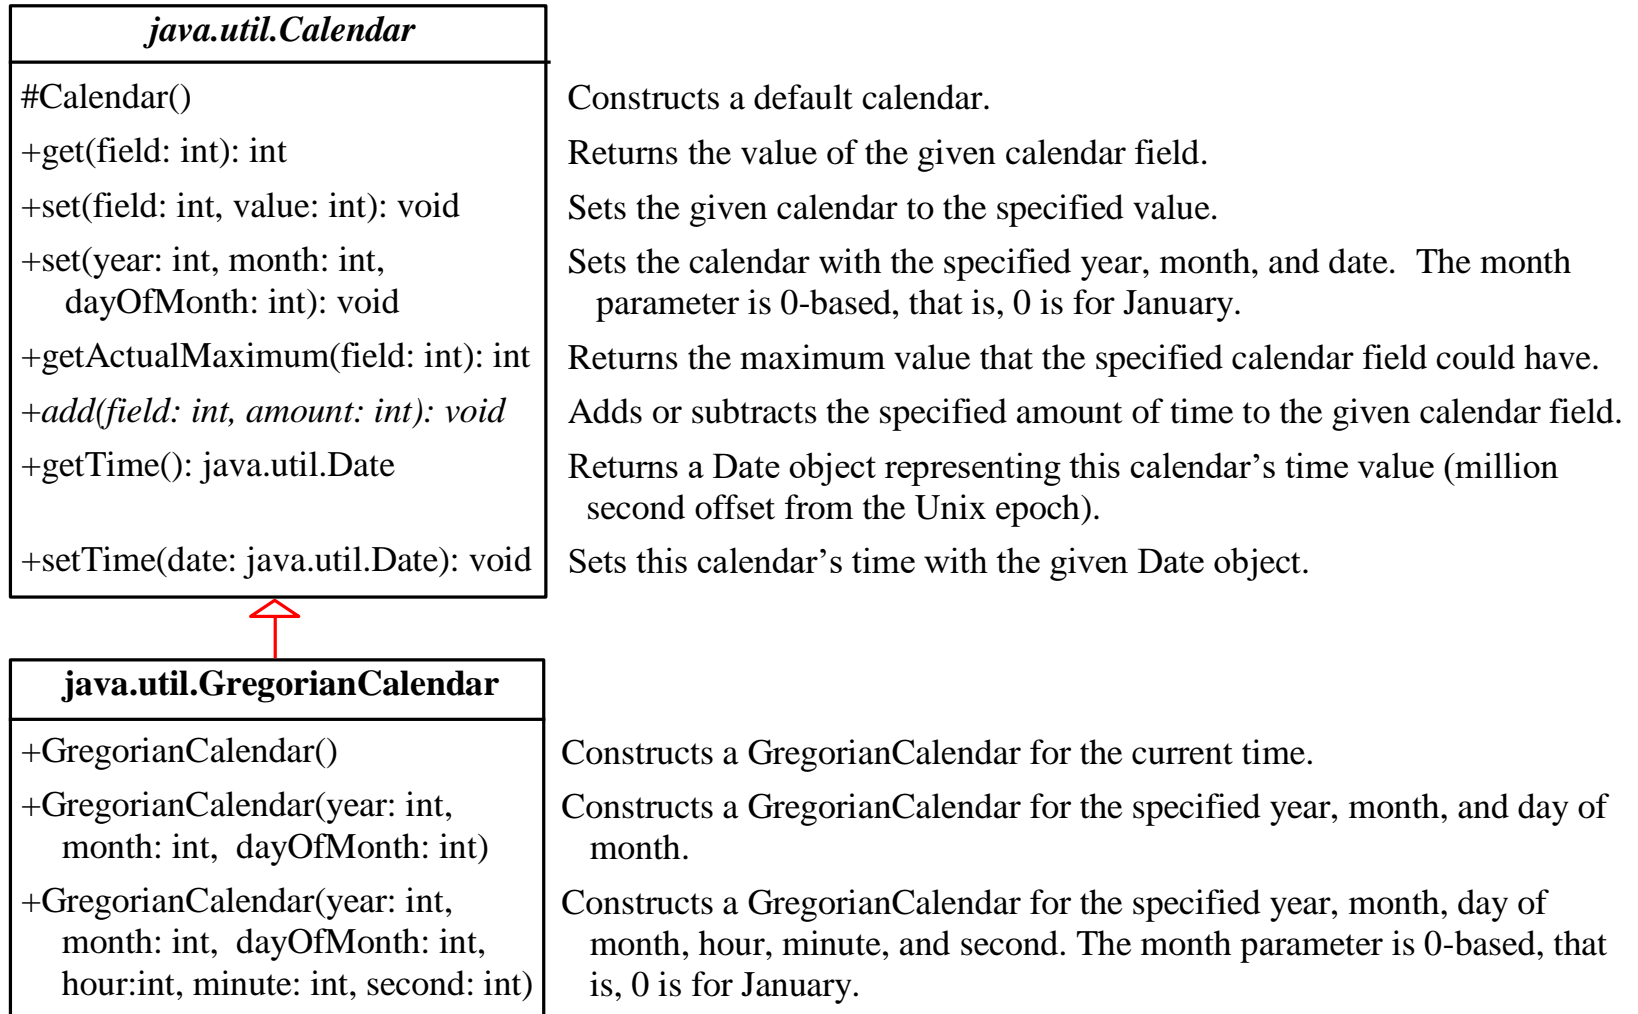 java.util.Calendar
#Calendar()
Constructs a default calendar.
+get(field: int): int
Returns the value of the given calendar field.
+set(field: int, value: int): void
Sets the given calendar to the specified value.
+set(year: int, month: int,
dayOfMonth: int): void
Sets the calendar with the specified year, month, and date. The month
parameter is 0-based, that is, 0 is for January.
+getActualMaximum(field: int): int
Returns the maximum value that the specified calendar field could have.
+add(field: int, amount: int): void
Adds or subtracts the specified amount of time to the given calendar field.
+getTime(): java.util.Date
Returns a Date object representing this calendar’s time value (million
second offset from the Unix epoch).
+setTime(date: java.util.Date): void
Sets this calendar’s time with the given Date object.
java.util.GregorianCalendar
+GregorianCalendar()
Constructs a GregorianCalendar for the current time.
+GregorianCalendar(year: int,
month: int, dayOfMonth: int)
Constructs a GregorianCalendar for the specified year, month, and day of
month.
+GregorianCalendar(year: int,
month: int, dayOfMonth: int,
hour:int, minute: int, second: int)
Constructs a GregorianCalendar for the specified year, month, day of
month, hour, minute, and second. The month parameter is 0-based, that
is, 0 is for January.